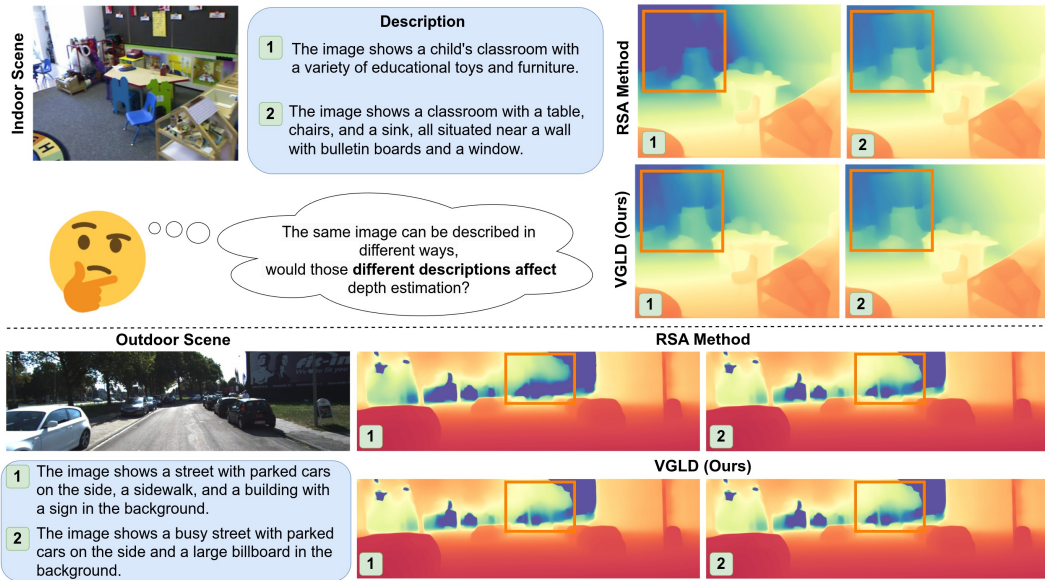 Indoor Scene
Description
1
The image shows a child's classroom with
a variety of educational toys and furniture.
2
The image shows a classroom with a table,
chairs, and a sink, all situated near a wall
with bulletin boards and a window.
RSA Method
1
2
The same image can be described in
different ways,
would those different descriptions affect
depth estimation?
VGLD (Ours)
1
2
Outdoor Scene
RSA Method
1
2
1
The image shows a street with parked cars
on the side, a sidewalk, and a building with
a sign in the background.
2
The image shows a busy street with parked
cars on the side and a large billboard in the
background.
VGLD (Ours)
1
2